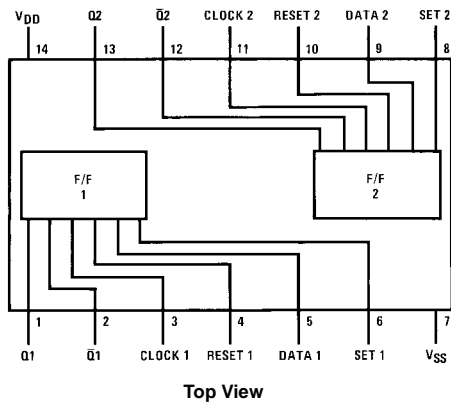 VDD Q2 Q̅2 CLOCK 2 RESET 2 DATA 2 SET 2
14 13 12 11 10 9 8
F/F
1
F/F
2
1 2 3 4 5 6 7
Q1 Q̅1 CLOCK 1 RESET 1 DATA 1 SET 1 VSS
Top View